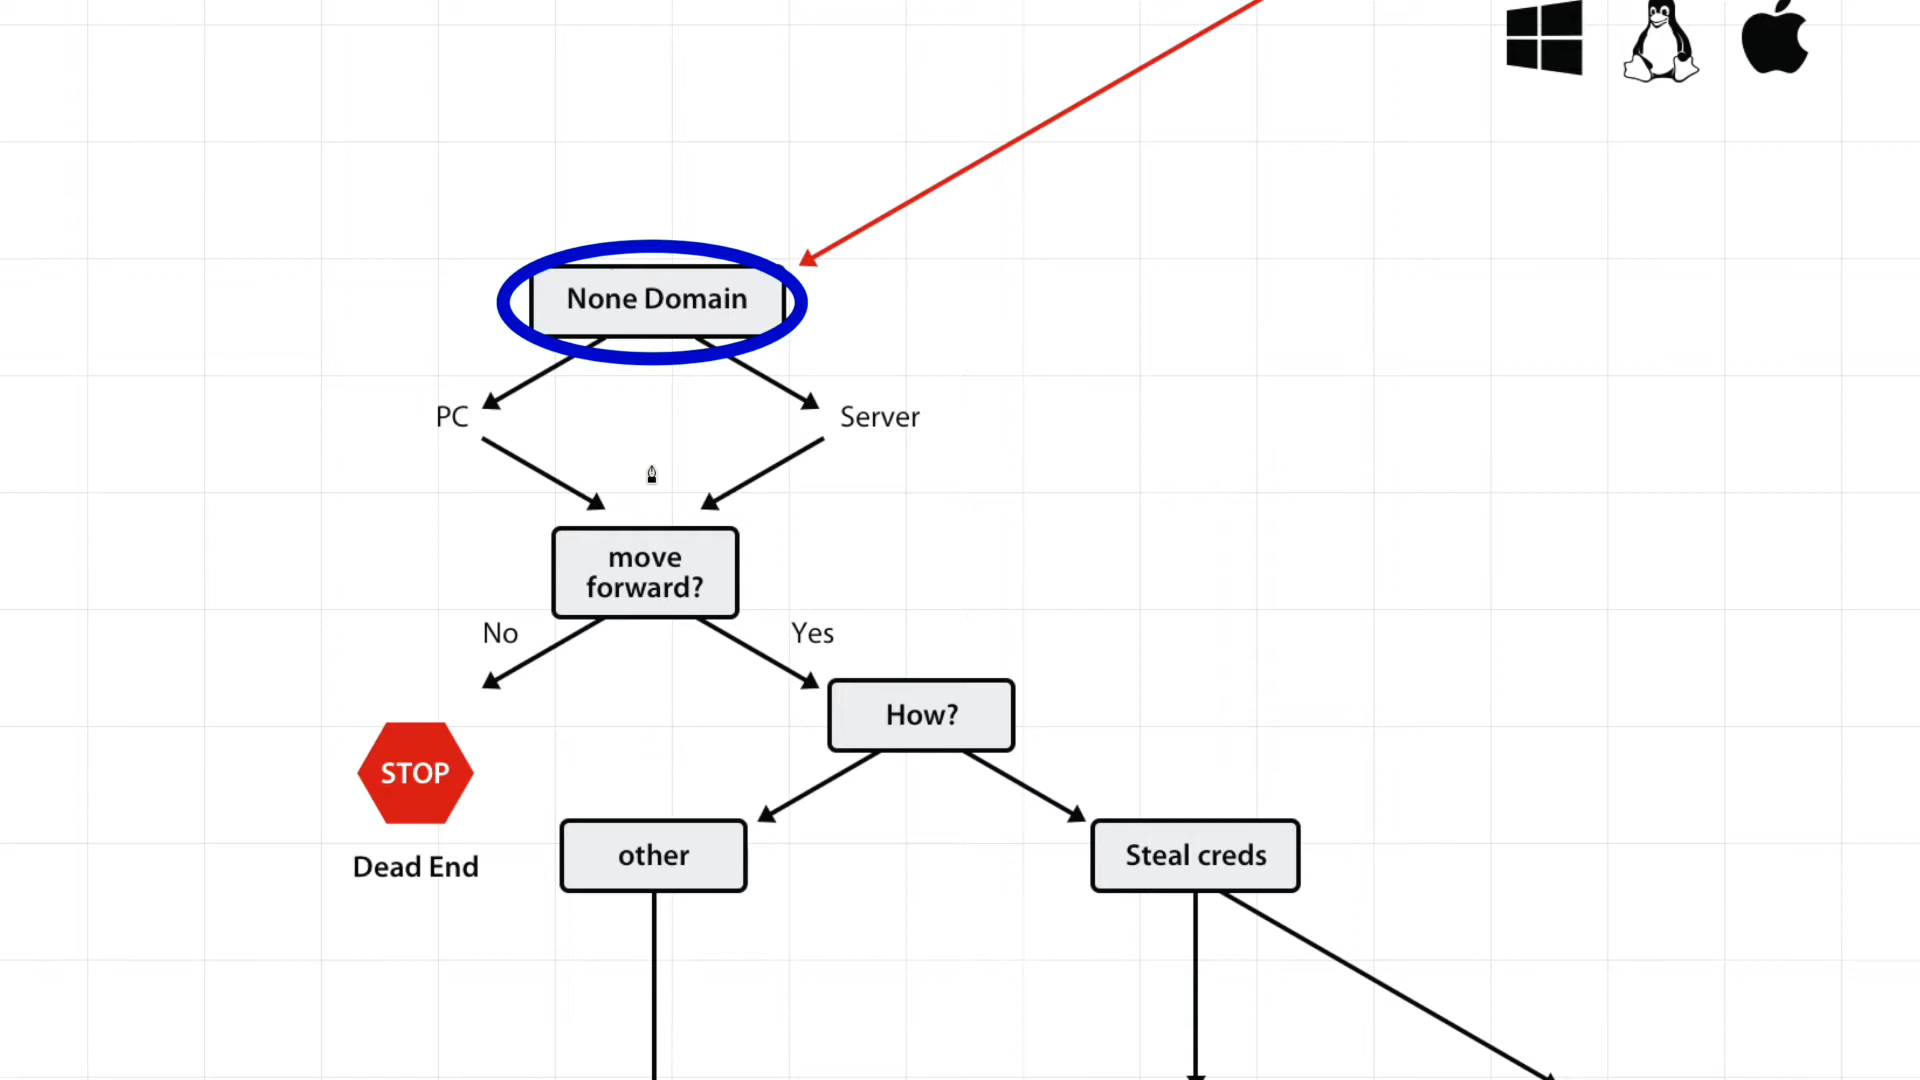 None Domain
PC
Server
move
forward?
No
Yes
How?
STOP
Dead End
other
Steal creds